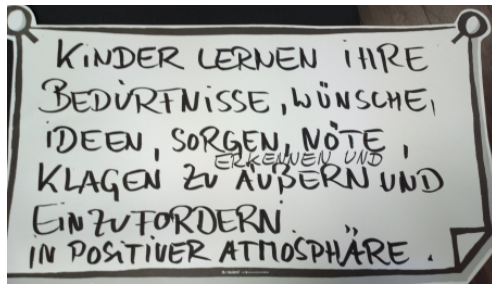 KINDER LERNEN IHRE
BEDÜRFNISSE, WÜNSCHE,
IDEEN, SORGEN, NÖTE,
ERKENNEN UND
KLAGEN ZU ÄUßERN UND
EINZUFORDERN
IN POSITIVER ATMOSPHÄRE.